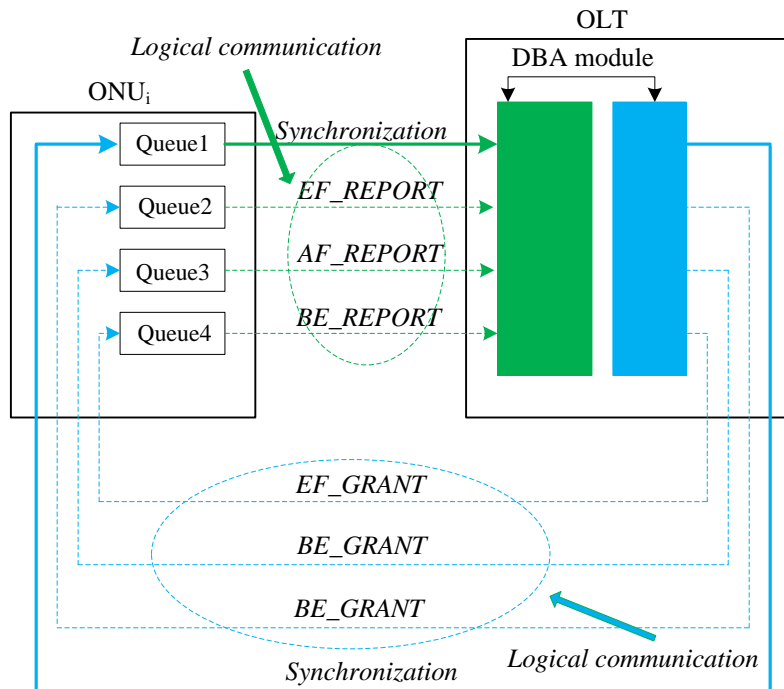 OLT
Logical communication
DBA module
ONUi
Queue1
Synchronization
Queue2
EF_REPORT
Queue3
AF_REPORT
Queue4
BE_REPORT
EF_GRANT
BE_GRANT
BE_GRANT
Synchronization
Logical communication